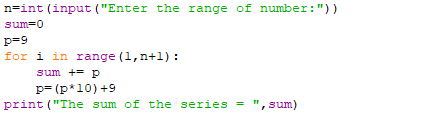 n=int(input("Enter the range of number:"))
sum=0
p=9
for i in range(1,n+1):
    sum += p
    p=(p*10)+9
print("The sum of the series = ",sum)